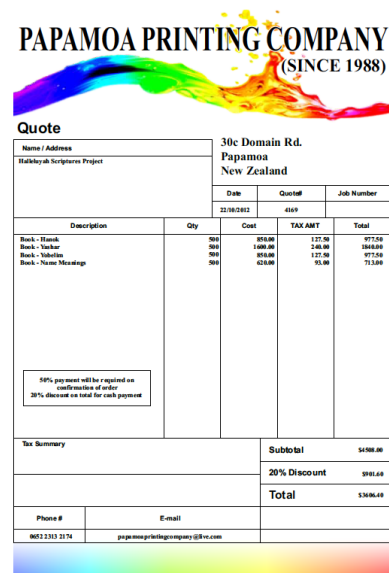 PAPAMOA PRINTING COMPANY
(SINCE 1988)
Quote
Name / Address
Halleluyah Scriptures Project
30c Domain Rd.
Papamoa
New Zealand
Date Quote# Job Number
22/10/2012 4169
Description Qty Cost TAX AMT Total
Book - Hanok 500 850.00 127.50 977.50
Book - Yashar 500 1600.00 240.00 1840.00
Book - Yobelim 500 850.00 127.50 977.50
Book - Name Meanings 500 620.00 93.00 713.00
50% payment will be required on
confirmation of order
20% discount on total for cash payment
Tax Summary
Subtotal $4508.00
20% Discount $901.60
Total $3606.40
Phone # E-mail
0652 2313 2174 papamoaprintingcompany@live.com